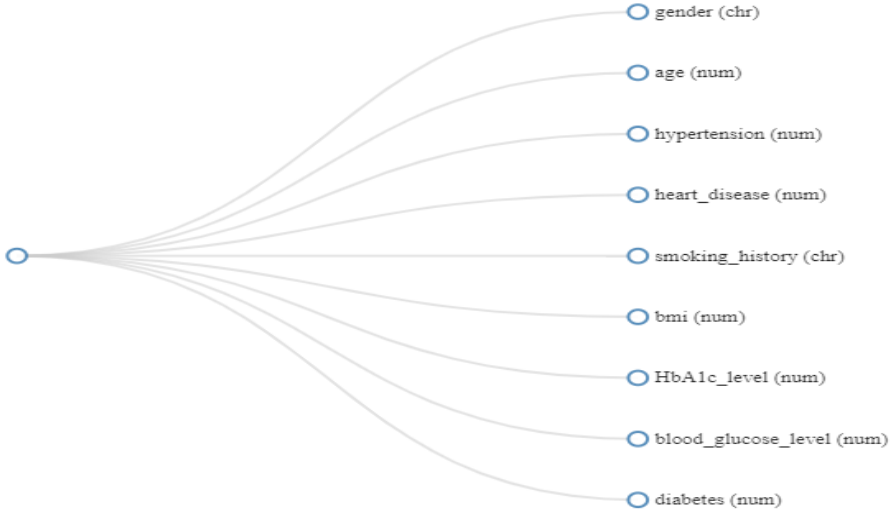 gender (chr)
age (num)
hypertension (num)
heart_disease (num)
smoking_history (chr)
bmi (num)
HbA1c_level (num)
blood_glucose_level (num)
diabetes (num)